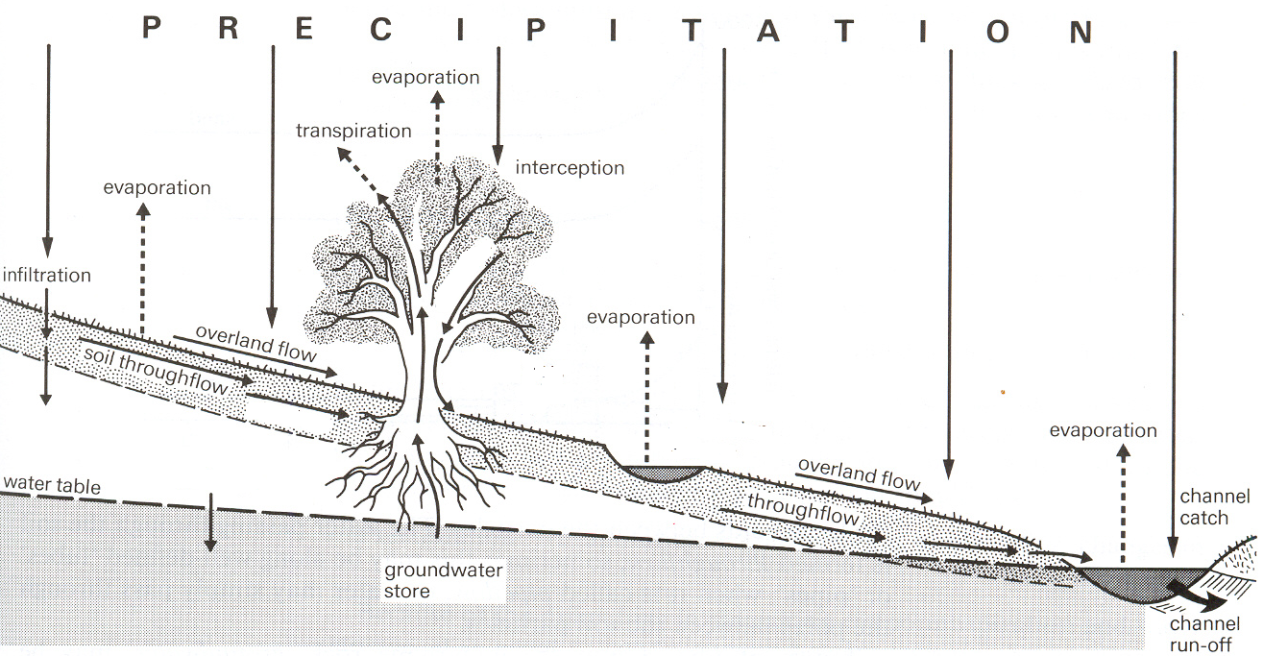 PRECIPITATION
evaporation
transpiration
interception
evaporation
infiltration
overland flow
soil throughflow
evaporation
evaporation
overland flow
throughflow
water table
channel
catch
groundwater
store
channel
run-off